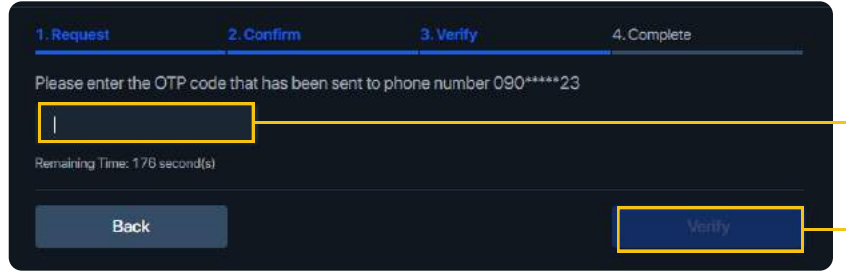 1. Request 2. Confirm 3. Verify 4. Complete
Please enter the OTP code that has been sent to phone number 090*****23
Remaining Time: 176 second(s)
Back Verify